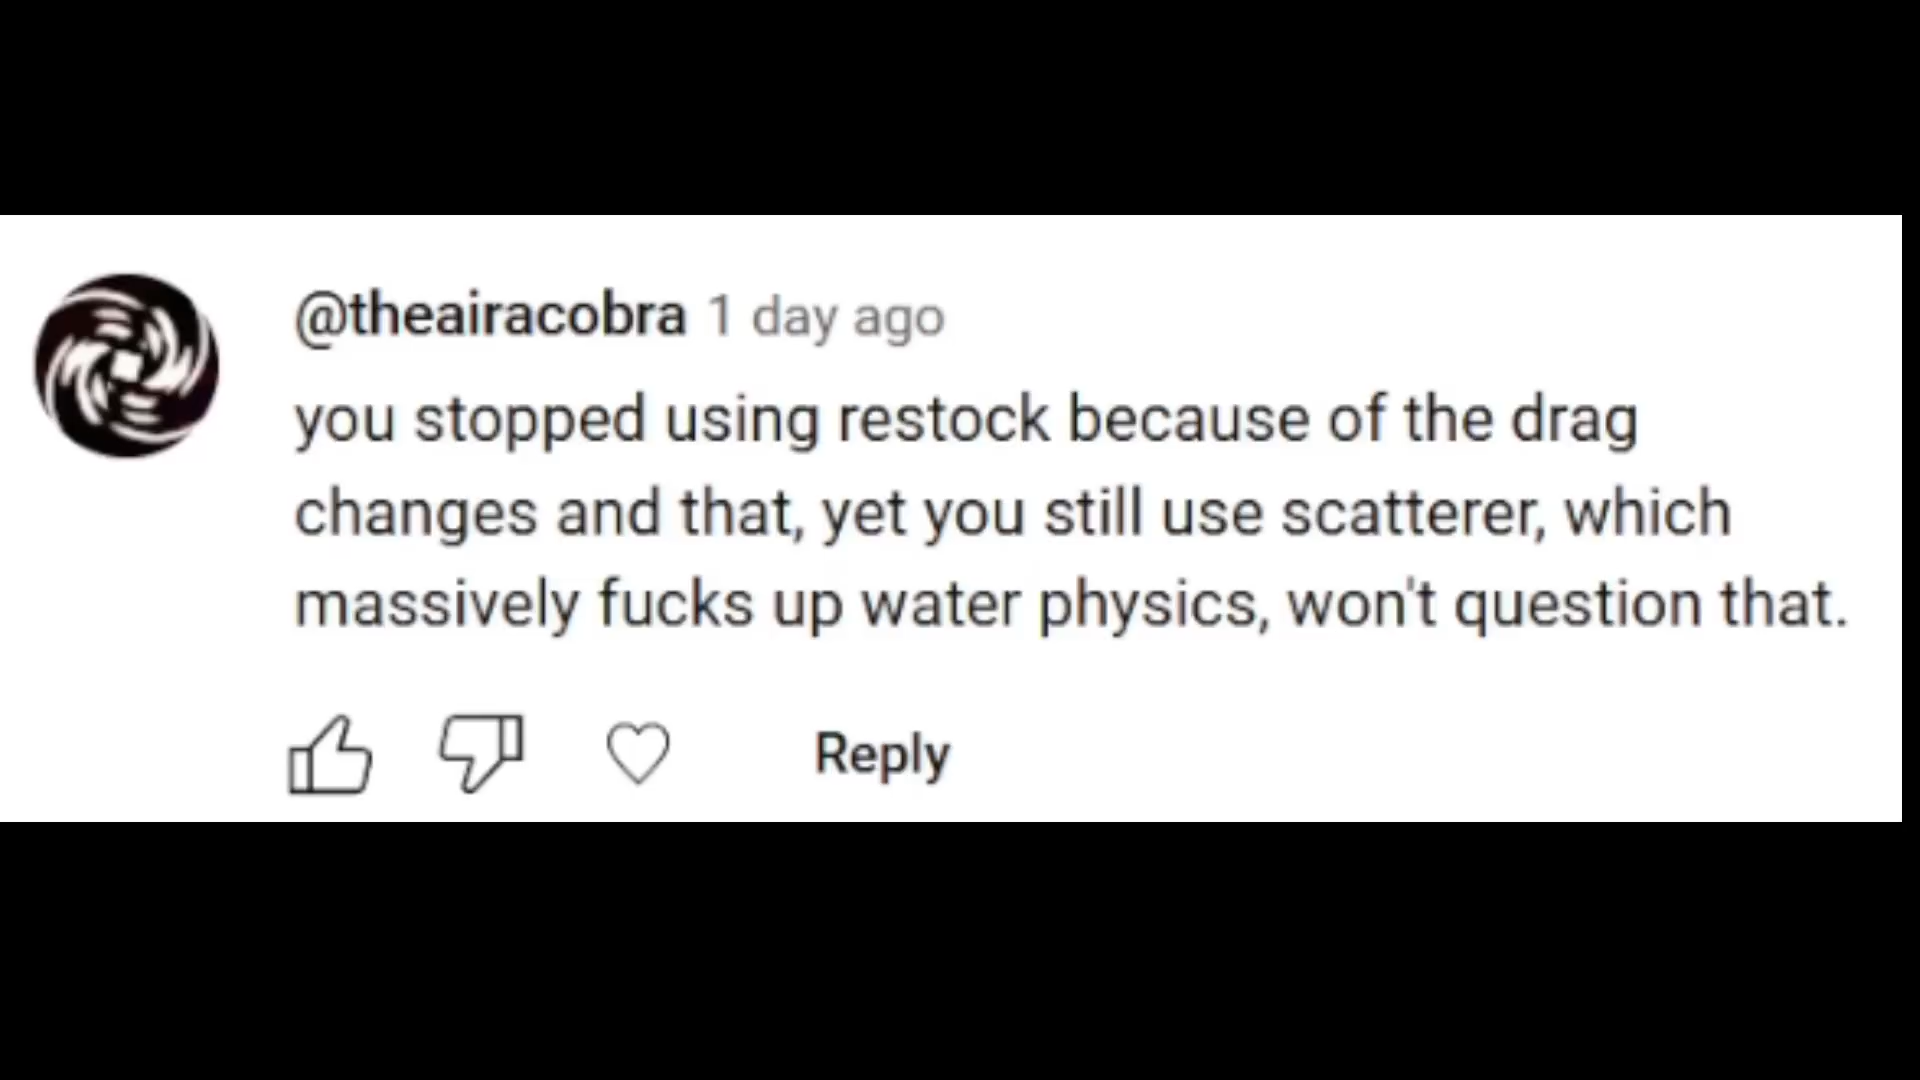 @theairacobra 1 day ago
you stopped using restock because of the drag
changes and that, yet you still use scatterer, which
massively fucks up water physics, won't question that.
Reply